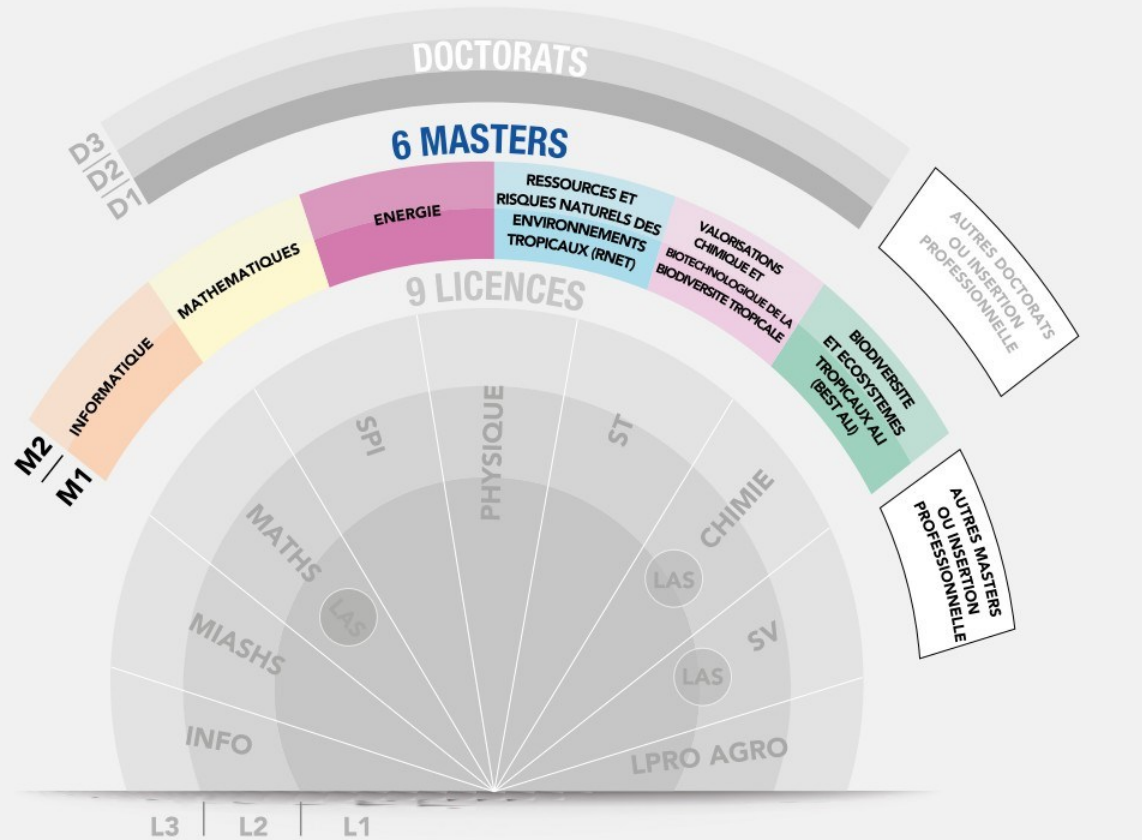 DOCTORATS
D3
D2
D1
6 MASTERS
INFORMATIQUE
MATHEMATIQUES
ENERGIE
RESSOURCES ET
RISQUES NATURELS DES
ENVIRONNEMENTS
TROPICAUX (RNET)
VALORISATIONS
CHIMIQUE ET
BIOTECHNOLOGIQUE DE LA
BIODIVERSITE TROPICALE
BIODIVERSITE
ET ECOSYSTEMES
TROPICAUX ALI
(BEST ALI)
AUTRES DOCTORATS
OU INSERTION
PROFESSIONNELLE
M2
M1
AUTRES MASTERS
OU INSERTION
PROFESSIONNELLE
9 LICENCES
INFO
MIASHS
MATHS
LAS
SPI
PHYSIQUE
ST
CHIMIE
LAS
SV
LAS
LPRO AGRO
L3
L2
L1